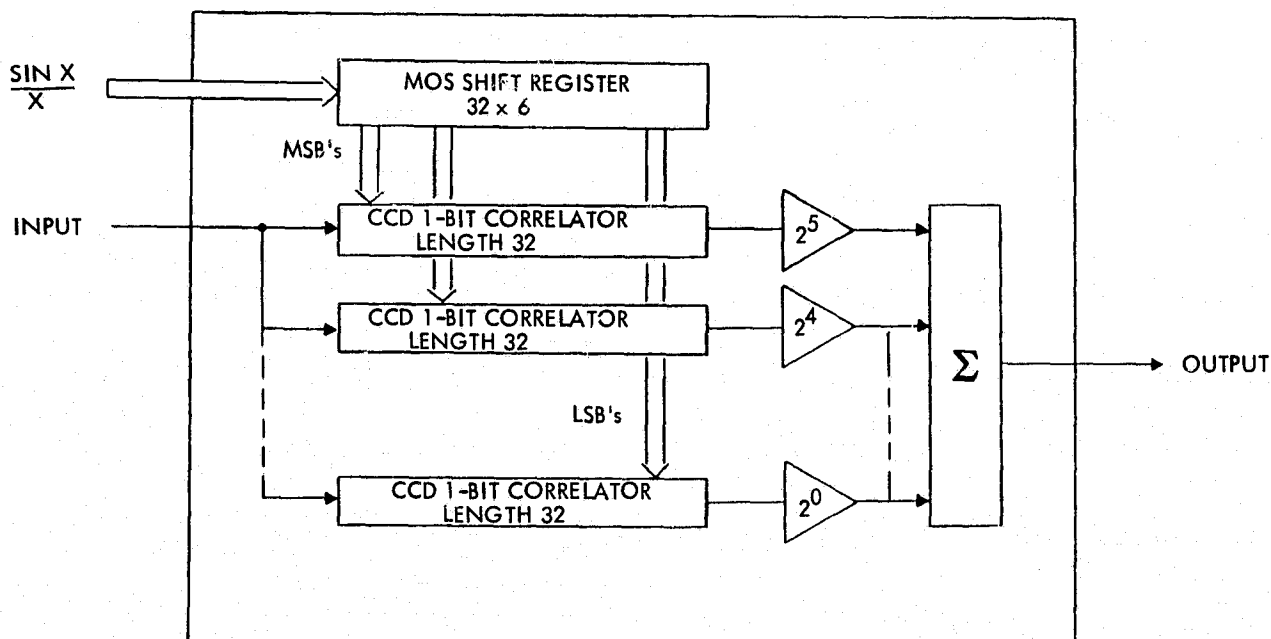 SIN X
X
MOS SHIFT REGISTER
32 x 6
MSB's
INPUT
CCD 1-BIT CORRELATOR
LENGTH 32
2^5
CCD 1-BIT CORRELATOR
LENGTH 32
2^4
Σ
OUTPUT
LSB's
CCD 1-BIT CORRELATOR
LENGTH 32
2^0